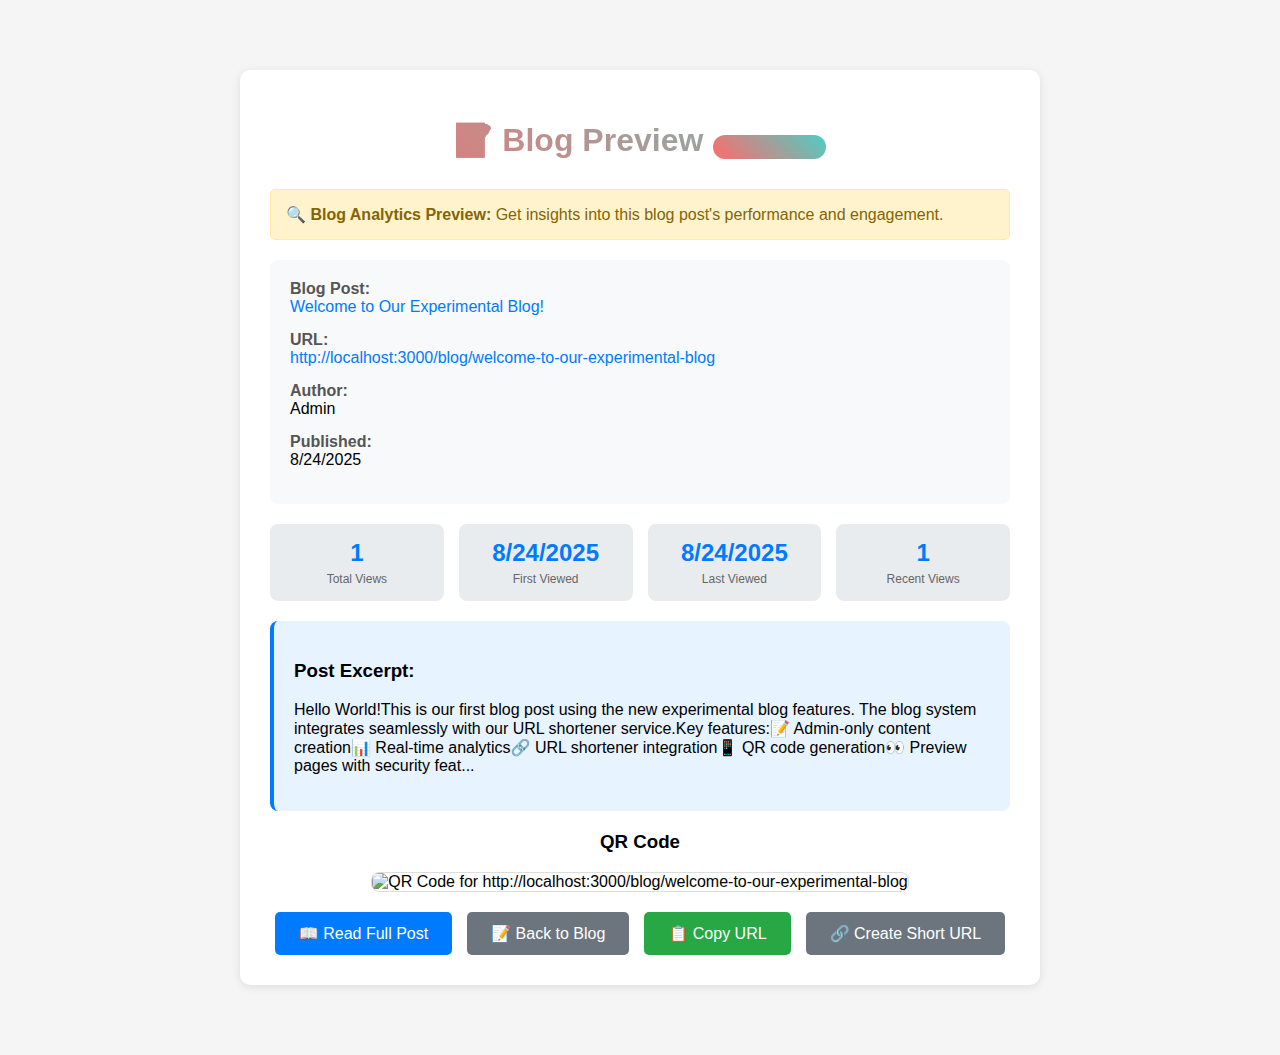 Blog Preview
🔍 Blog Analytics Preview: Get insights into this blog post's performance and engagement.
Blog Post:
Welcome to Our Experimental Blog!
URL:
http://localhost:3000/blog/welcome-to-our-experimental-blog
Author:
Admin
Published:
8/24/2025
1
Total Views
8/24/2025
First Viewed
8/24/2025
Last Viewed
1
Recent Views
Post Excerpt:
Hello World!This is our first blog post using the new experimental blog features. The blog system
integrates seamlessly with our URL shortener service.Key features:📝 Admin-only content
creation📊 Real-time analytics🔗 URL shortener integration📱 QR code generation👀 Preview
pages with security feat...
QR Code
QR Code for http://localhost:3000/blog/welcome-to-our-experimental-blog
📖 Read Full Post
📝 Back to Blog
📋 Copy URL
🔗 Create Short URL